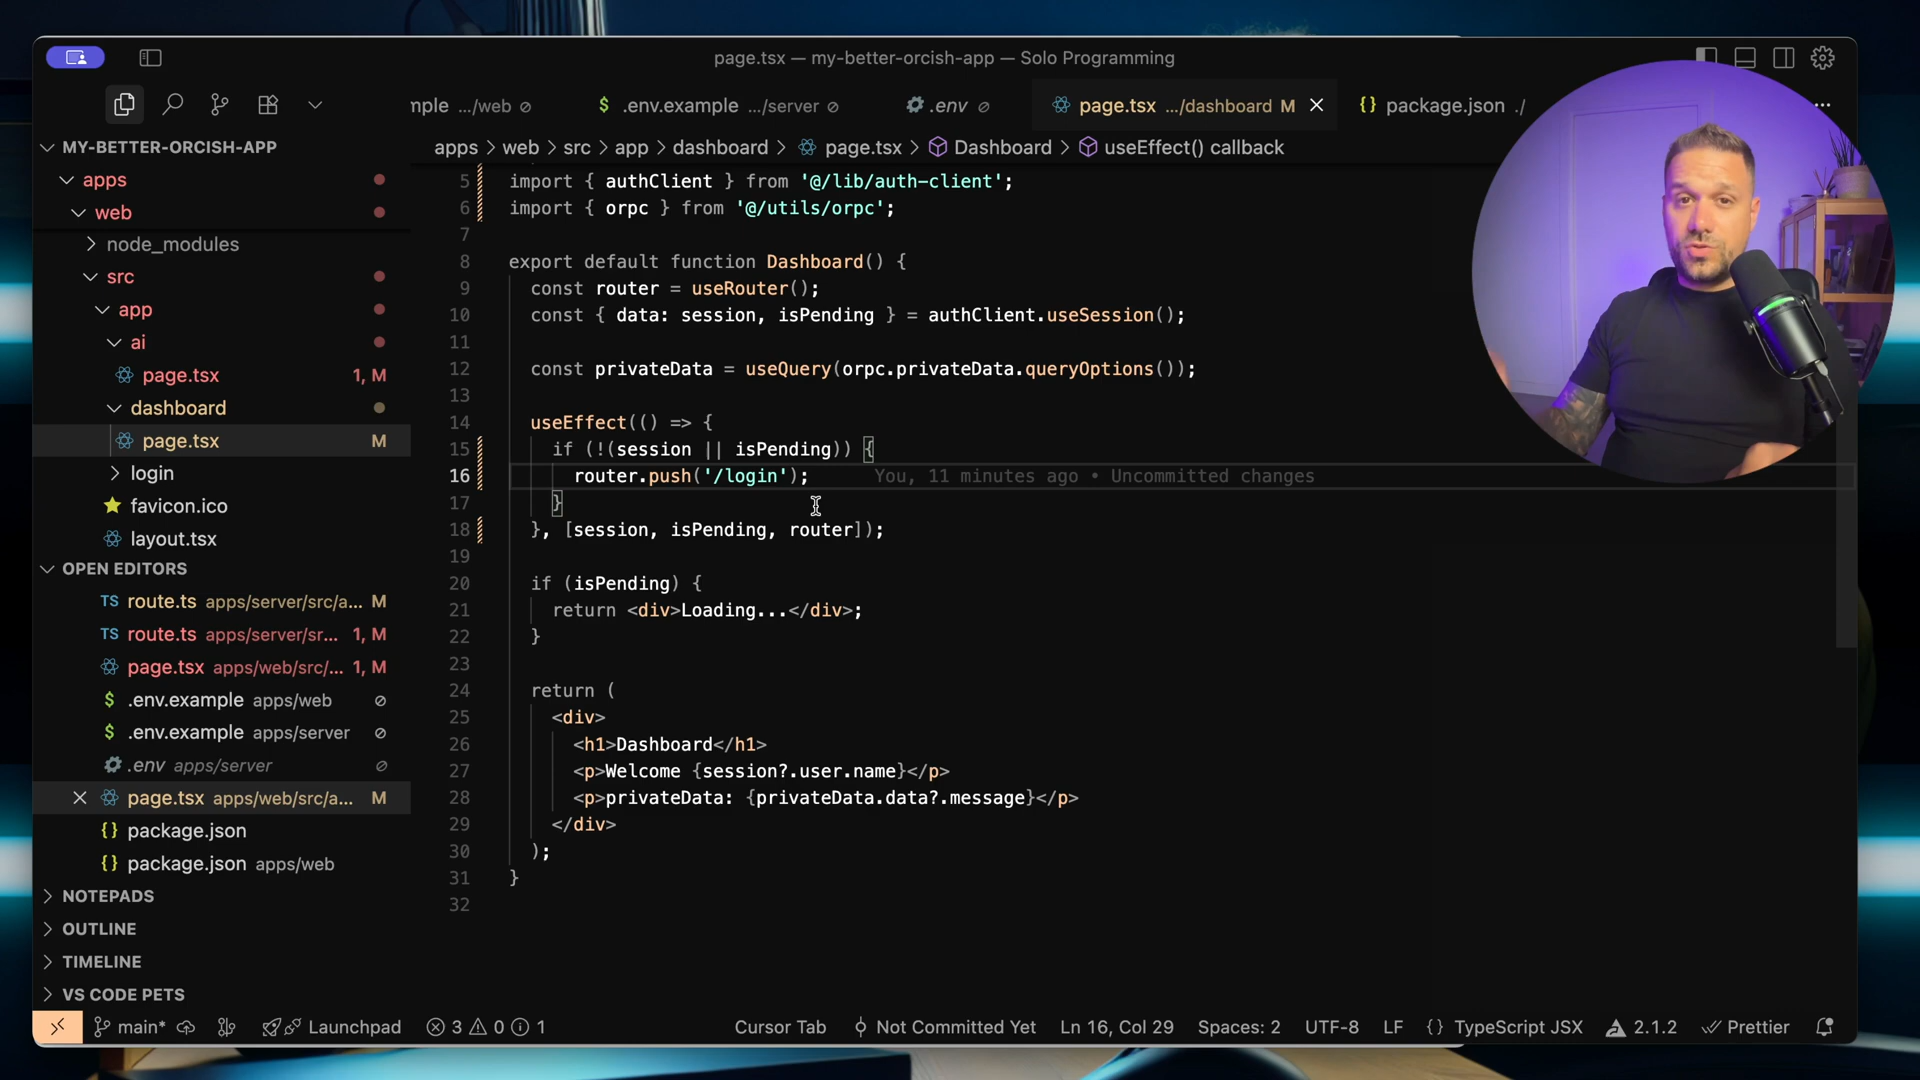 page.tsx — my-better-orcish-app — Solo Programming
mple .../web
$ .env.example .../server
.env
page.tsx .../dashboard M
{} package.json ./
...
MY-BETTER-ORCISH-APP
apps
web
node_modules
src
app
ai
page.tsx 1, M
dashboard
page.tsx M
login
favicon.ico
layout.tsx
OPEN EDITORS
TS route.ts apps/server/src/a... M
TS route.ts apps/server/sr... 1, M
page.tsx apps/web/src/... 1, M
$ .env.example apps/web
$ .env.example apps/server
.env apps/server
page.tsx apps/web/src/a... M
{} package.json
{} package.json apps/web
NOTEPADS
OUTLINE
TIMELINE
VS CODE PETS
apps > web > src > app > dashboard > page.tsx > Dashboard > useEffect() callback
5 import { authClient } from '@/lib/auth-client';
6 import { orpc } from '@/utils/orpc';
7
8 export default function Dashboard() {
9 const router = useRouter();
10 const { data: session, isPending } = authClient.useSession();
11
12 const privateData = useQuery(orpc.privateData.queryOptions());
13
14 useEffect(() => {
15 if (!(session || isPending)) {
16 router.push('/login'); You, 11 minutes ago • Uncommitted changes
17 }
18 }, [session, isPending, router]);
19
20 if (isPending) {
21 return <div>Loading...</div>;
22 }
23
24 return (
25 <div>
26 <h1>Dashboard</h1>
27 <p>Welcome {session?.user.name}</p>
28 <p>privateData: {privateData.data?.message}</p>
29 </div>
30 );
31 }
32
main* Launchpad 3 0 1 Cursor Tab Not Committed Yet Ln 16, Col 29 Spaces: 2 UTF-8 LF {} TypeScript JSX 2.1.2 Prettier